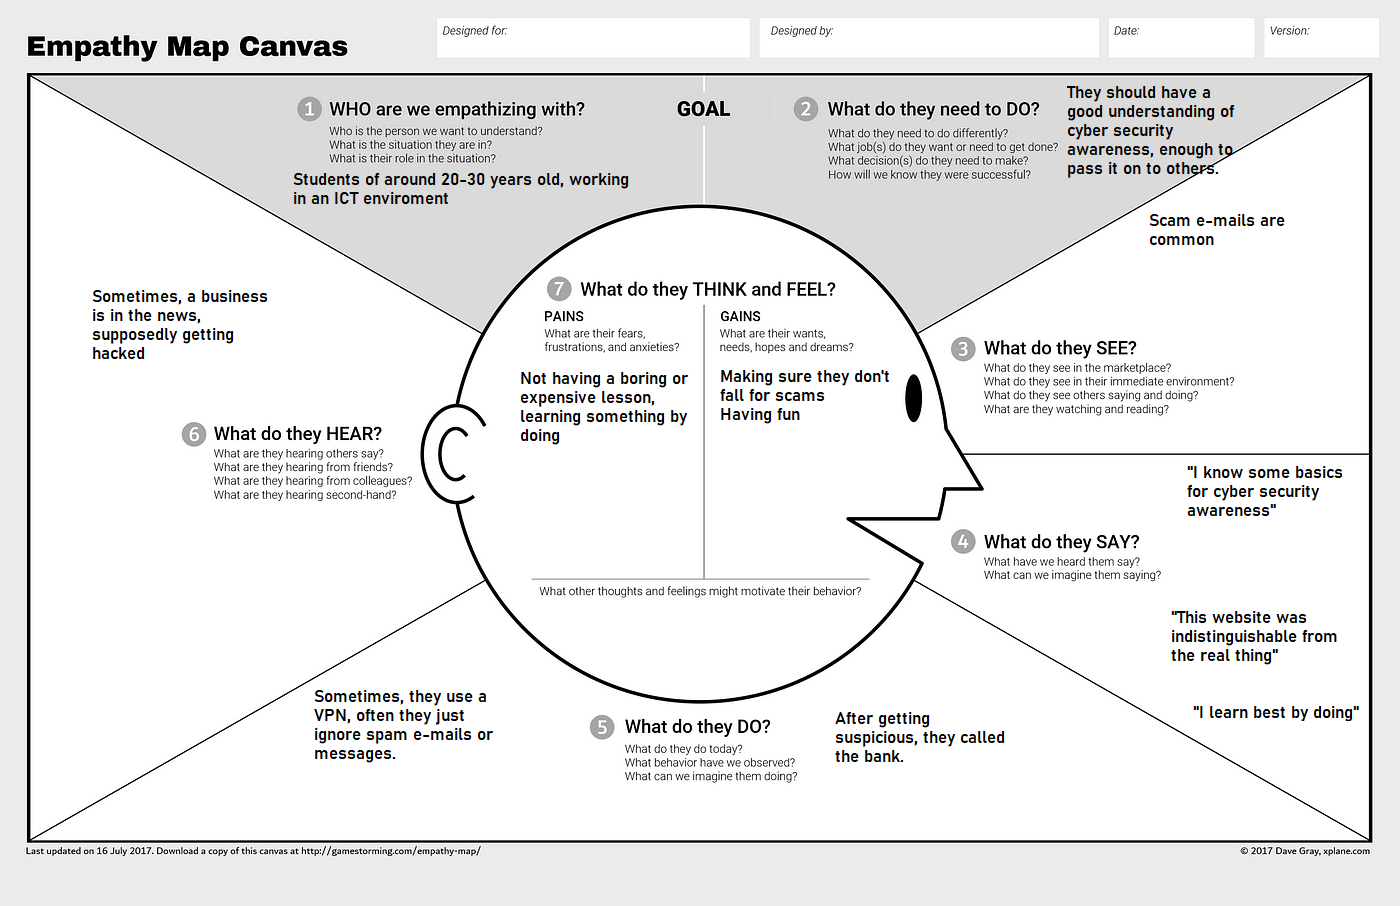 Empathy Map Canvas
Designed for:
Designed by:
Date:
Version:
1 WHO are we empathizing with?
Who is the person we want to understand?
What is the situation they are in?
What is their role in the situation?
Students of around 20-30 years old, working
in an ICT enviroment
GOAL
2 What do they need to DO?
What do they need to do differently?
What job(s) do they want or need to get done?
What decision(s) do they need to make?
How will we know they were successful?
They should have a
good understanding of
cyber security
awareness, enough to
pass it on to others.
Scam e-mails are
common
3 What do they SEE?
What do they see in the marketplace?
What do they see in their immediate environment?
What do they see others saying and doing?
What are they watching and reading?
"I know some basics
for cyber security
awareness"
4 What do they SAY?
What have we heard them say?
What can we imagine them saying?
"This website was
indistinguishable from
the real thing"
"I learn best by doing"
5 What do they DO?
What do they do today?
What behavior have we observed?
What can we imagine them doing?
Sometimes, they use a
VPN, often they just
ignore spam e-mails or
messages.
After getting
suspicious, they called
the bank.
Sometimes, a business
is in the news,
supposedly getting
hacked
6 What do they HEAR?
What are they hearing others say?
What are they hearing from friends?
What are they hearing from colleagues?
What are they hearing second-hand?
7 What do they THINK and FEEL?
PAINS
What are their fears,
frustrations, and anxieties?
Not having a boring or
expensive lesson,
learning something by
doing
GAINS
What are their wants,
needs, hopes and dreams?
Making sure they don't
fall for scams
Having fun
What other thoughts and feelings might motivate their behavior?
Last updated on 16 July 2017. Download a copy of this canvas at http://gamestorming.com/empathy-map/
© 2017 Dave Gray, xplane.com